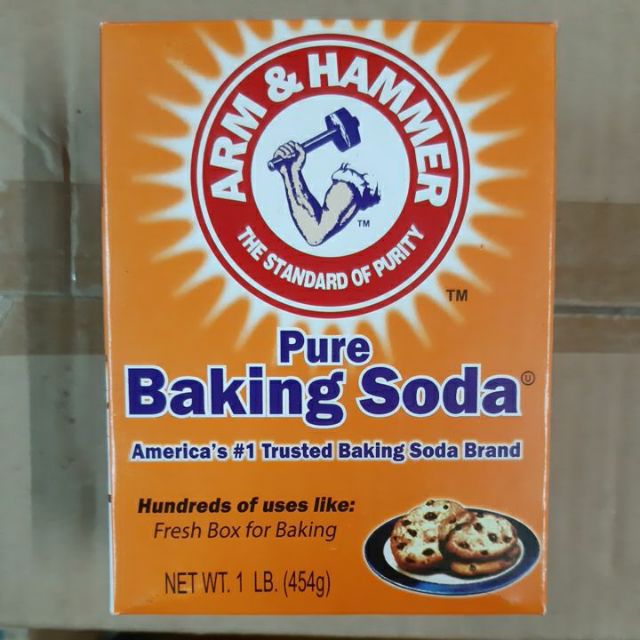 ARM & HAMMER
THE STANDARD OF PURITY
TM
TM
Pure
Baking Soda Ⓤ
America's #1 Trusted Baking Soda Brand
Hundreds of uses like:
Fresh Box for Baking
NET WT. 1 LB. (454g)